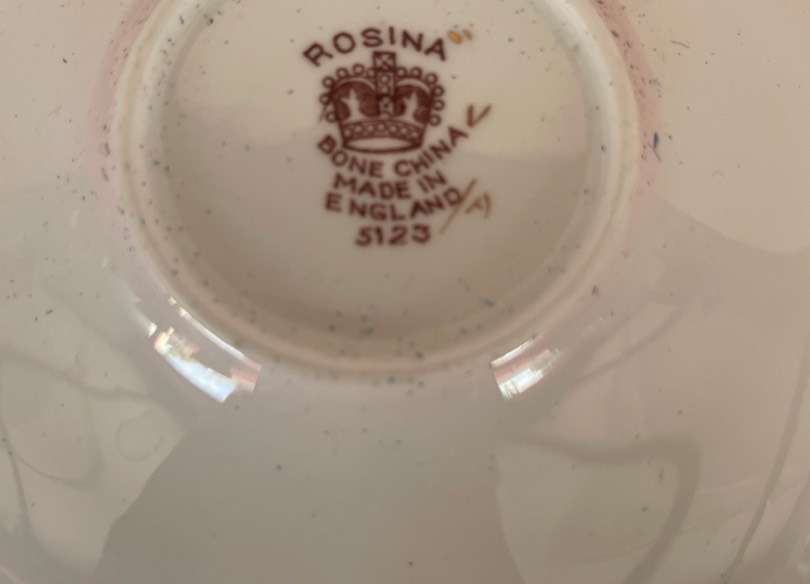 ROSINA
BONE CHINA
MADE IN
ENGLAND
5123